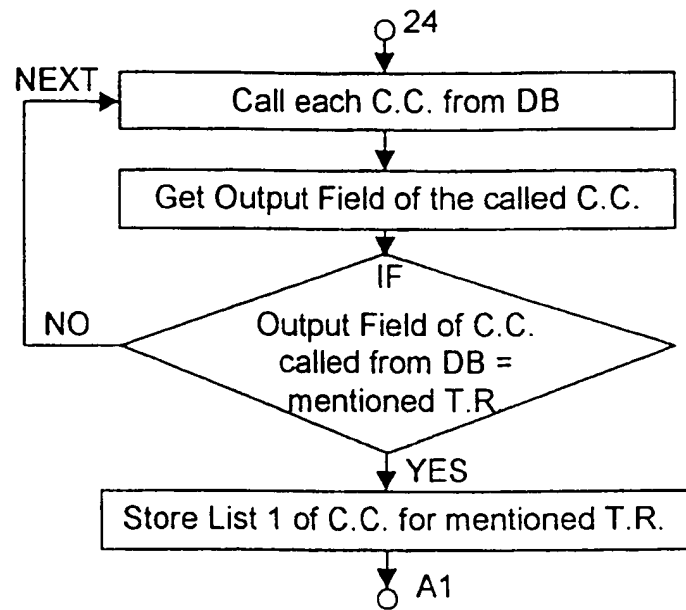 24
NEXT
Call each C.C. from DB
Get Output Field of the called C.C.
IF
NO
Output Field of C.C.
called from DB =
mentioned T.R.
YES
Store List 1 of C.C. for mentioned T.R.
A1